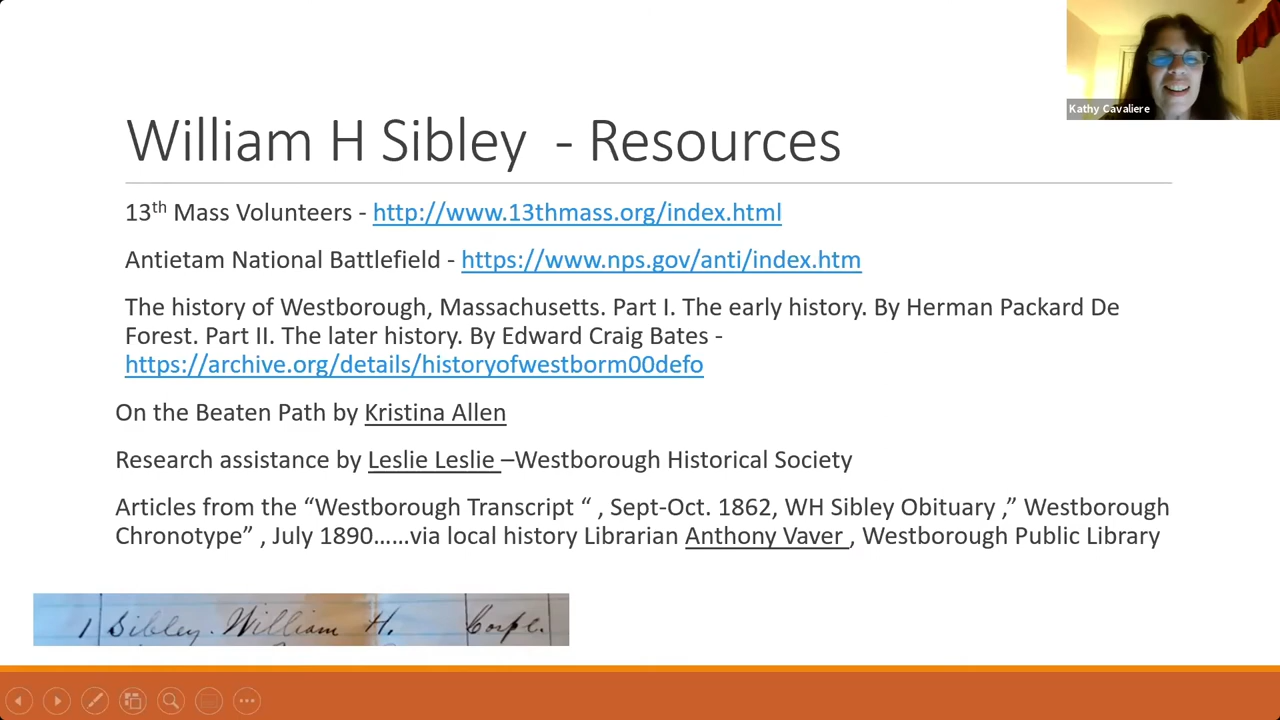 Kathy Cavaliere
William H Sibley - Resources
13th Mass Volunteers - http://www.13thmass.org/index.html
Antietam National Battlefield - https://www.nps.gov/anti/index.htm
The history of Westborough, Massachusetts. Part I. The early history. By Herman Packard De
Forest. Part II. The later history. By Edward Craig Bates -
https://archive.org/details/historyofwestborm00defo
On the Beaten Path by Kristina Allen
Research assistance by Leslie Leslie –Westborough Historical Society
Articles from the “Westborough Transcript “ , Sept-Oct. 1862, WH Sibley Obituary ,” Westborough
Chronotype” , July 1890……via local history Librarian Anthony Vaver , Westborough Public Library
1 Sibley. William H. Corpl.